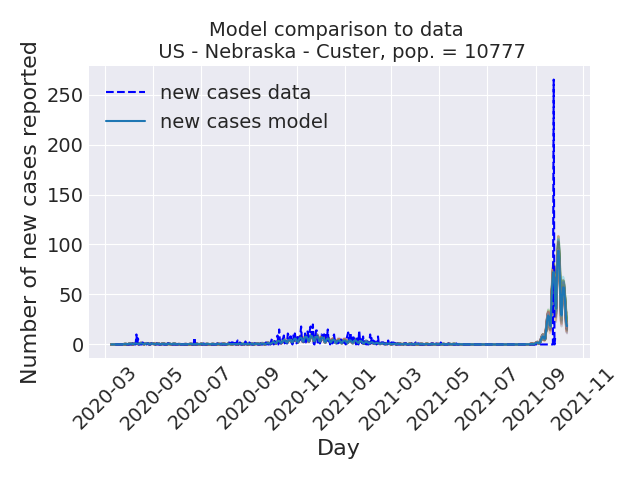 Model comparison to data
US - Nebraska - Custer, pop. = 10777
Number of new cases reported
250
200
150
100
50
0
new cases data
new cases model
2020-03
2020-05
2020-07
2020-09
2020-11
2021-01
2021-03
2021-05
2021-07
2021-09
2021-11
Day